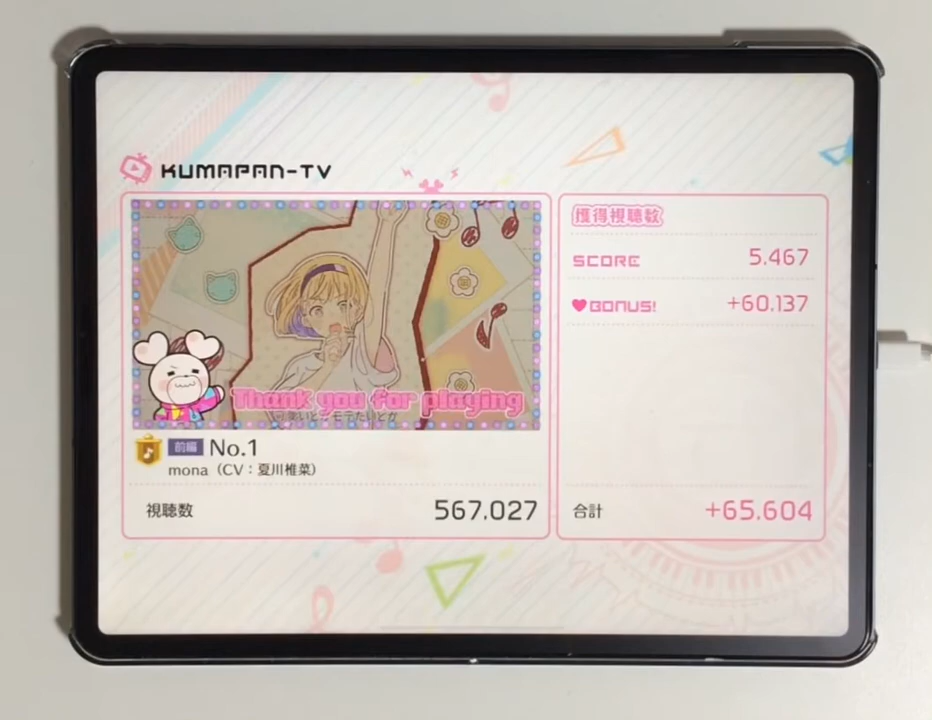 KUMAPAN-TV
Thank you for playing
前編 No.1
mona（CV：夏川椎菜）
視聴数 567,027
獲得視聴数
SCORE 5,467
BONUS! +60,137
合計 +65,604